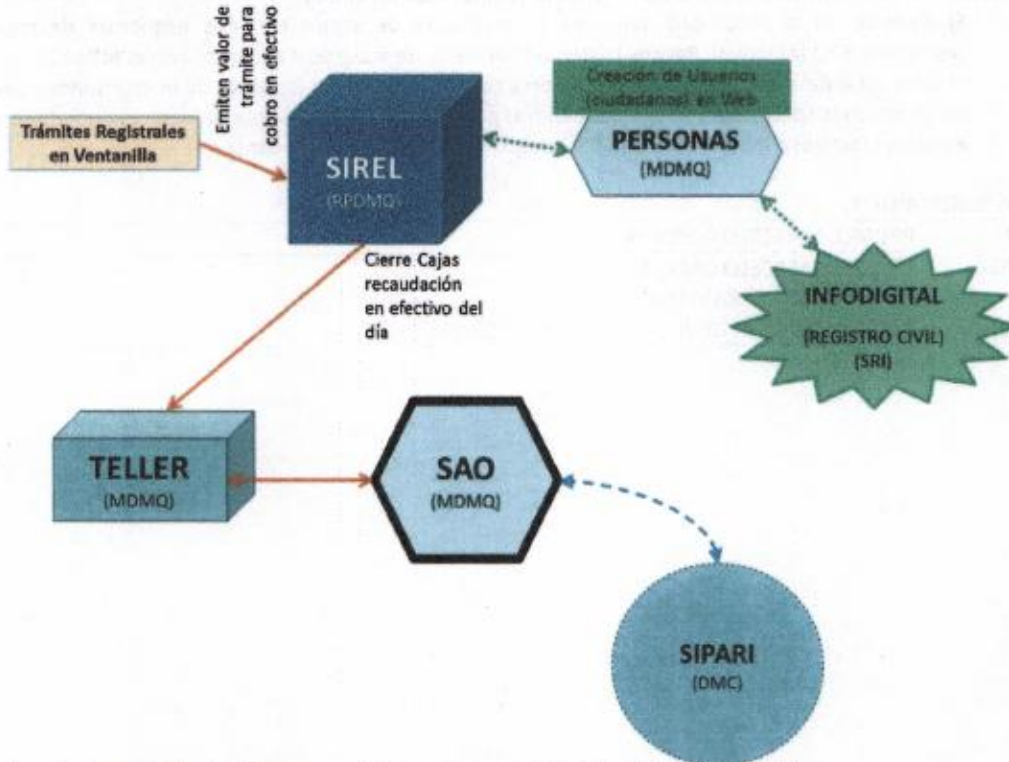 Emiten valor de
trámite para
cobro en efectivo
Trámites Registrales
en Ventanilla
SIREL
(RPDMQ)
Creación de Usuarios
(ciudadanos) en Web
PERSONAS
(MDMQ)
INFODIGITAL
(REGISTRO CIVIL)
(SRI)
Cierre Cajas
recaudación
en efectivo del
día
TELLER
(MDMQ)
SAO
(MDMQ)
SIPARI
(DMC)